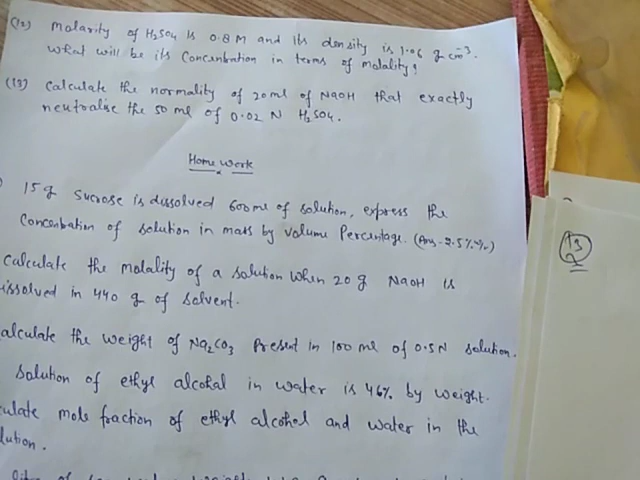 (12) Molarity of H₂SO₄ is 0.8 M and its density is 1.06 g cm⁻³.
What will be its Concentration in terms of molality?
(13) Calculate the normality of 20 ml of NaOH that exactly
neutralise the 50 ml of 0.02 N H₂SO₄.
Home Work
15 g Sucrose is dissolved 600 ml of solution, express the
Concentration of solution in mass by volume Percentage. (Ans - 2.5% w/v)
Calculate the molality of a solution when 20 g NaOH is
issolved in 440 g of solvent.
alculate the weight of Na₂CO₃ Present in 100 ml of 0.5 N solution.
Solution of ethyl alcohal in water is 46% by weight.
culate mole fraction of ethyl alcohol and water in the
lution.
13